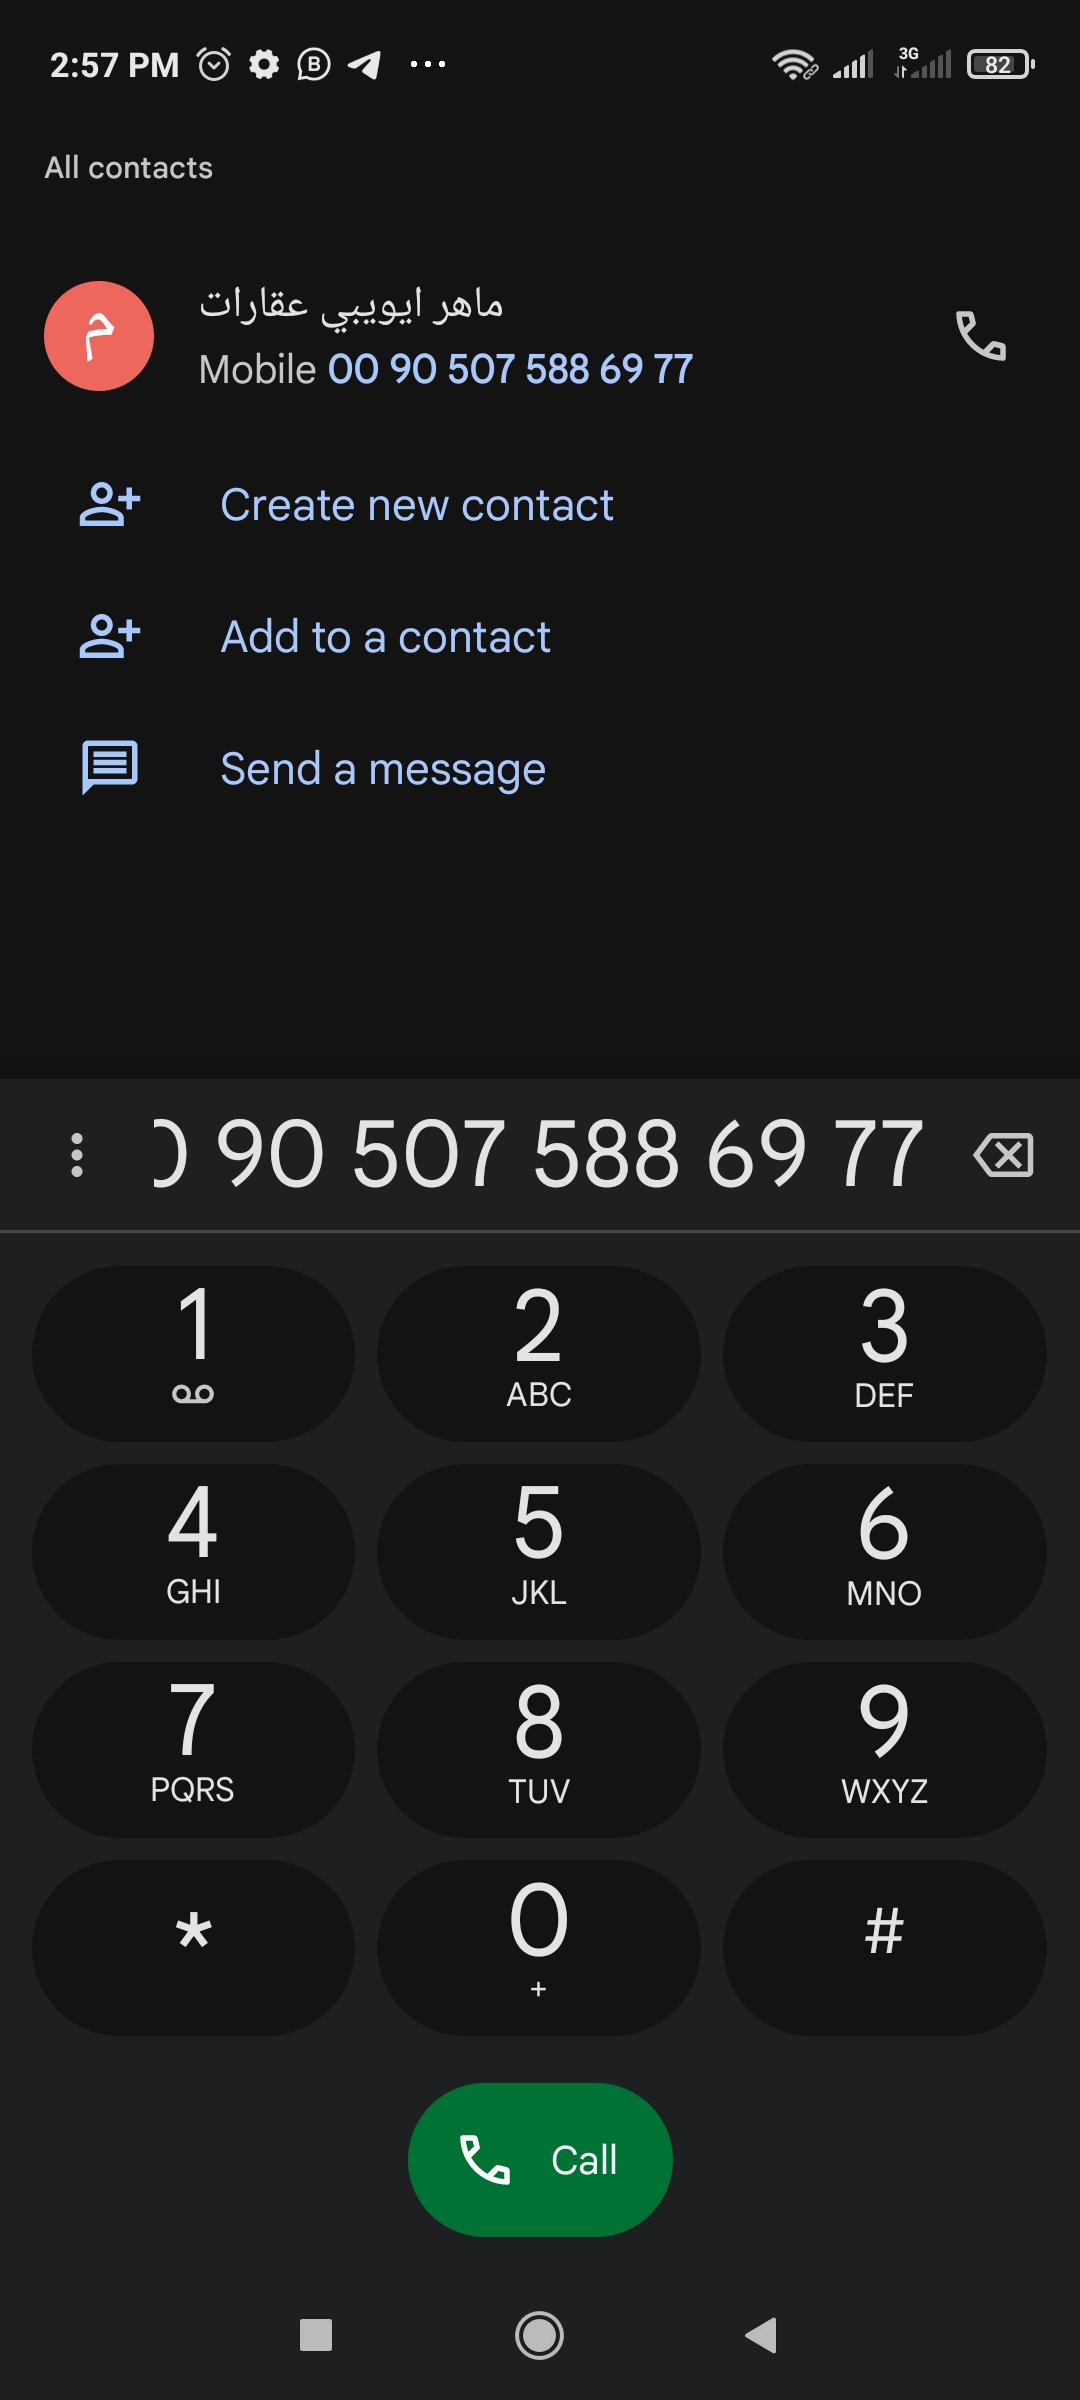 2:57 PM
3G
82
All contacts
م
ماهر ايوبيي عقارات
Mobile 00 90 507 588 69 77
Create new contact
Add to a contact
Send a message
0 90 507 588 69 77
1
2
ABC
3
DEF
4
GHI
5
JKL
6
MNO
7
PQRS
8
TUV
9
WXYZ
*
0
+
#
Call